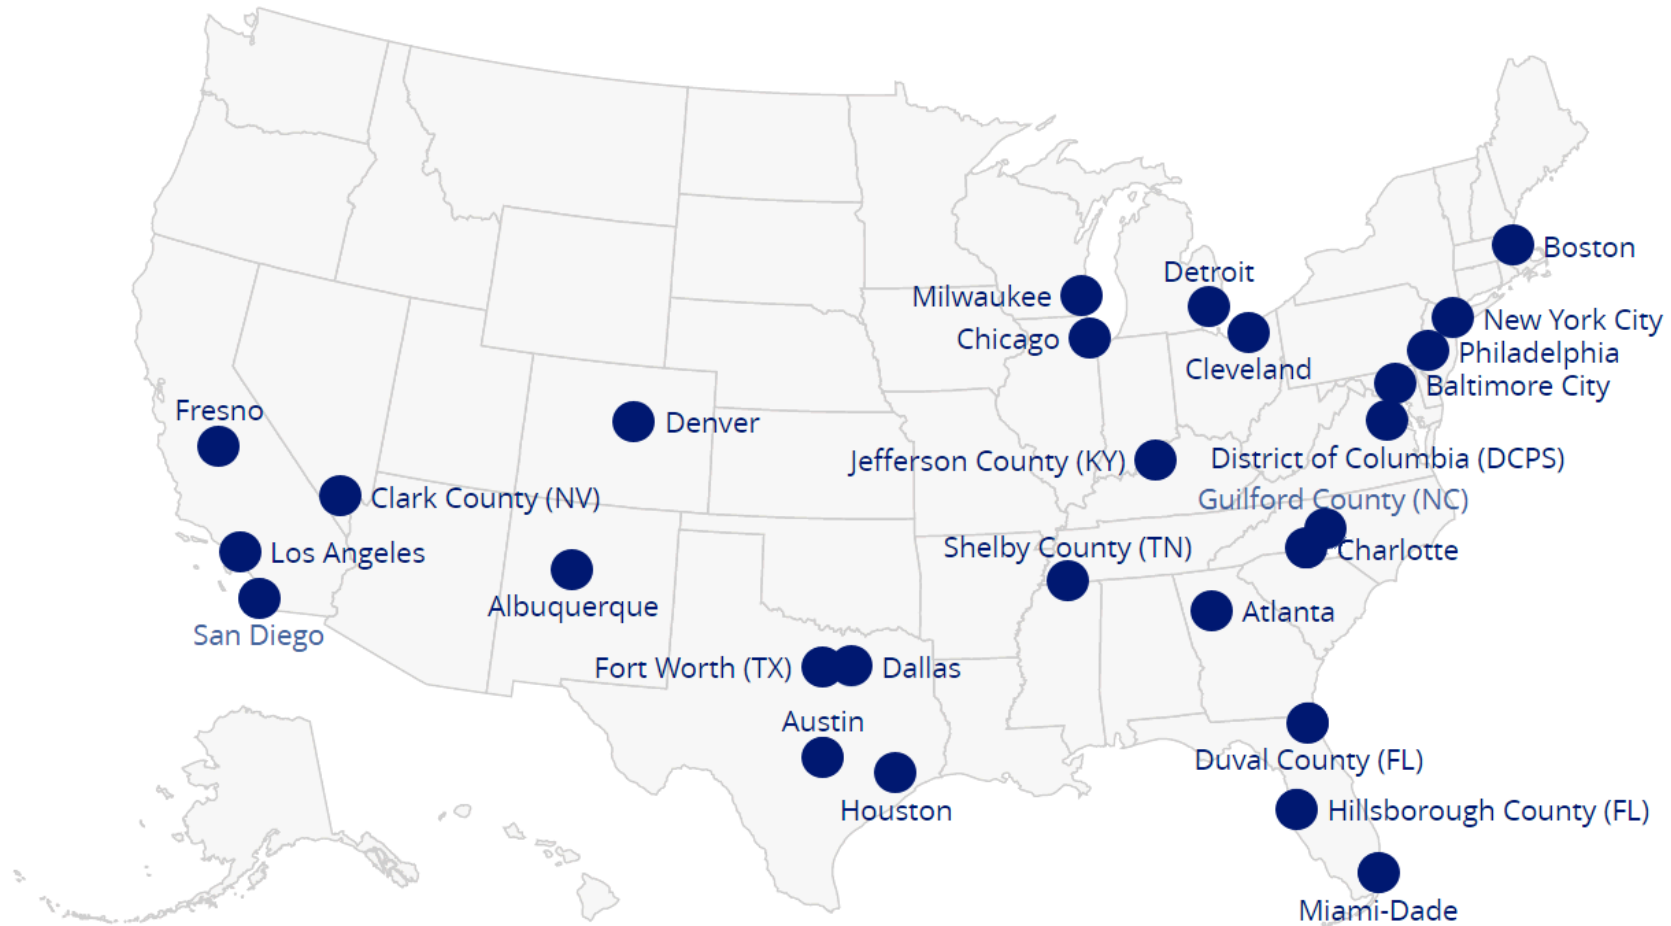 Boston
Detroit
Milwaukee
New York City
Chicago
Philadelphia
Cleveland
Baltimore City
Fresno
Denver
Jefferson County (KY)
District of Columbia (DCPS)
Clark County (NV)
Guilford County (NC)
Los Angeles
Shelby County (TN)
Charlotte
Albuquerque
Atlanta
San Diego
Fort Worth (TX)
Dallas
Austin
Duval County (FL)
Houston
Hillsborough County (FL)
Miami-Dade